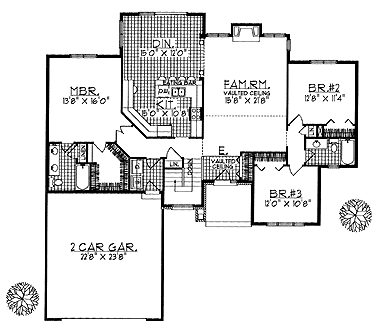 DIN.
15'0" X 12'0"
EATING BAR
MBR.
13'8" X 16'0"
D.W.
KIT.
15'0" X 10'8"
FAM.RM.
VAULTED CEILING
15'8" X 21'8"
BR.#2
12'8" X 11'4"
E.
VAULTED
CEILING
LIN.
DOWN
BR.#3
12'0" X 10'8"
2 CAR GAR.
22'8" X 23'8"